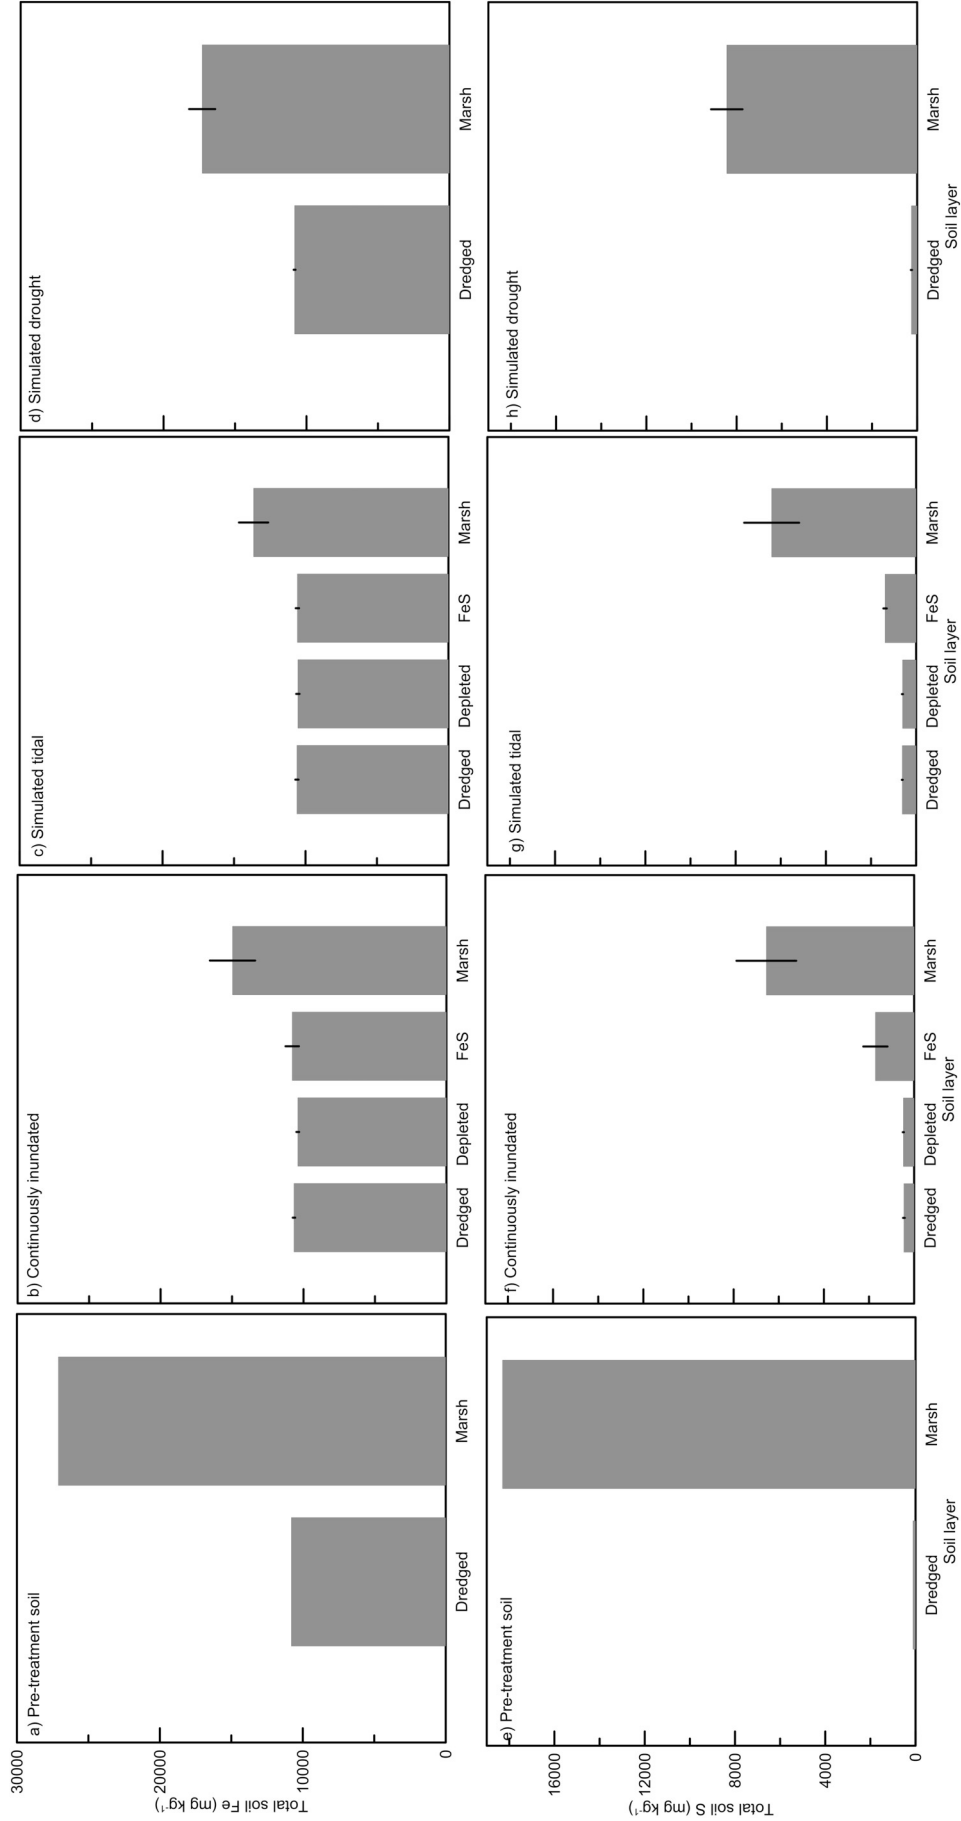 a) Pre-treatment soil
b) Continuously inundated
c) Simulated tidal
d) Simulated drought
30000
20000
10000
0
Total soil Fe (mg kg⁻¹)
Dredged Marsh
Dredged Depleted FeS Marsh
Dredged Depleted FeS Marsh
Dredged Marsh
e) Pre-treatment soil
f) Continuously inundated
g) Simulated tidal
h) Simulated drought
16000
12000
8000
4000
0
Total soil S (mg kg⁻¹)
Dredged Marsh
Dredged Depleted FeS Marsh
Dredged Depleted FeS Marsh
Dredged Marsh
Soil layer
Soil layer
Soil layer
Soil layer